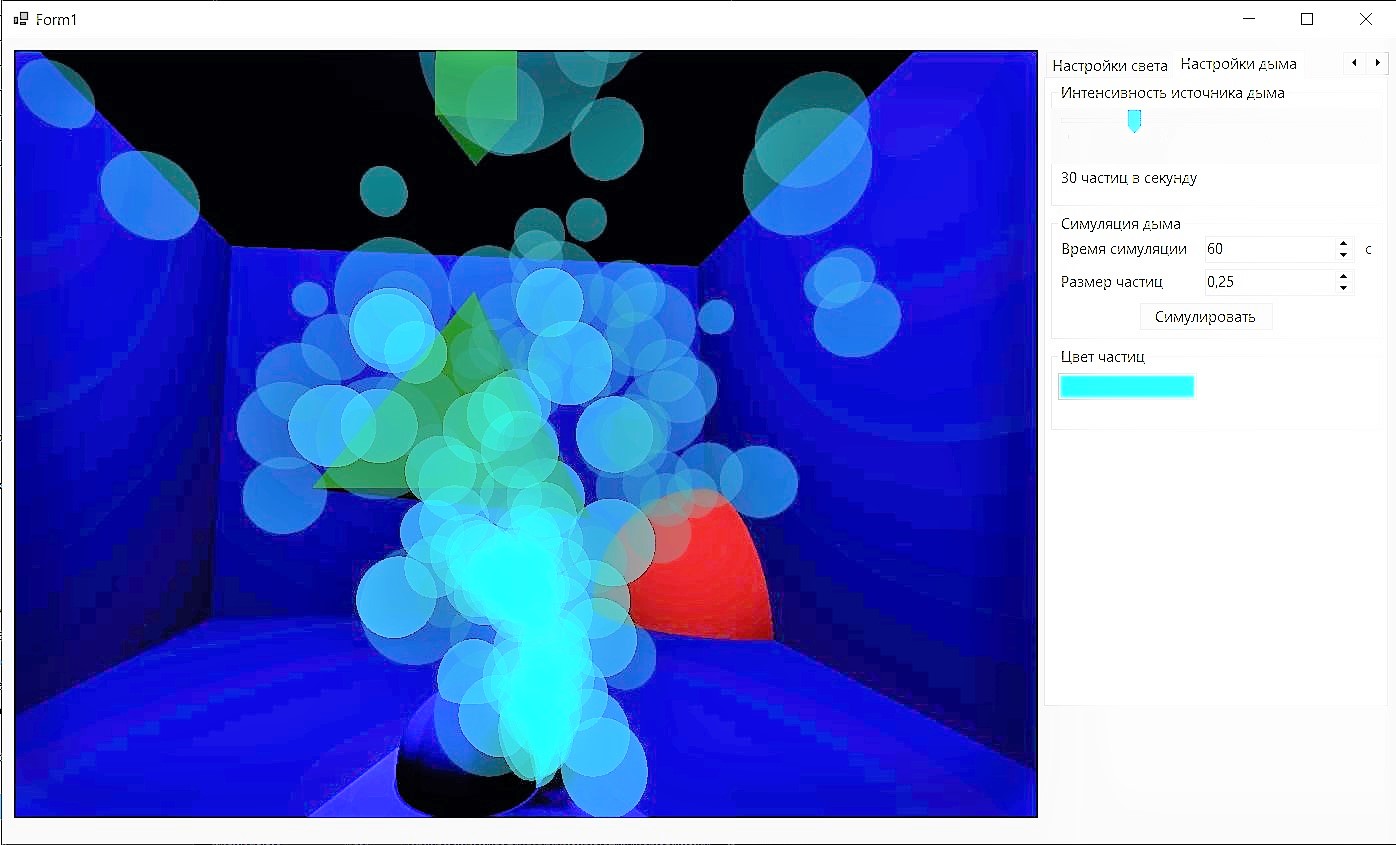 Form1
Настройки света
Настройки дыма
Интенсивность источника дыма
30 частиц в секунду
Симуляция дыма
Время симуляции 60 с
Размер частиц 0,25
Симулировать
Цвет частиц